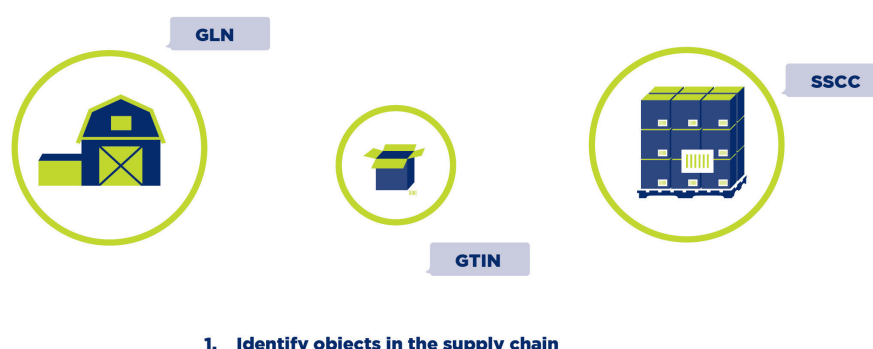 GLN
SSCC
GTIN
1. Identify objects in the supply chain